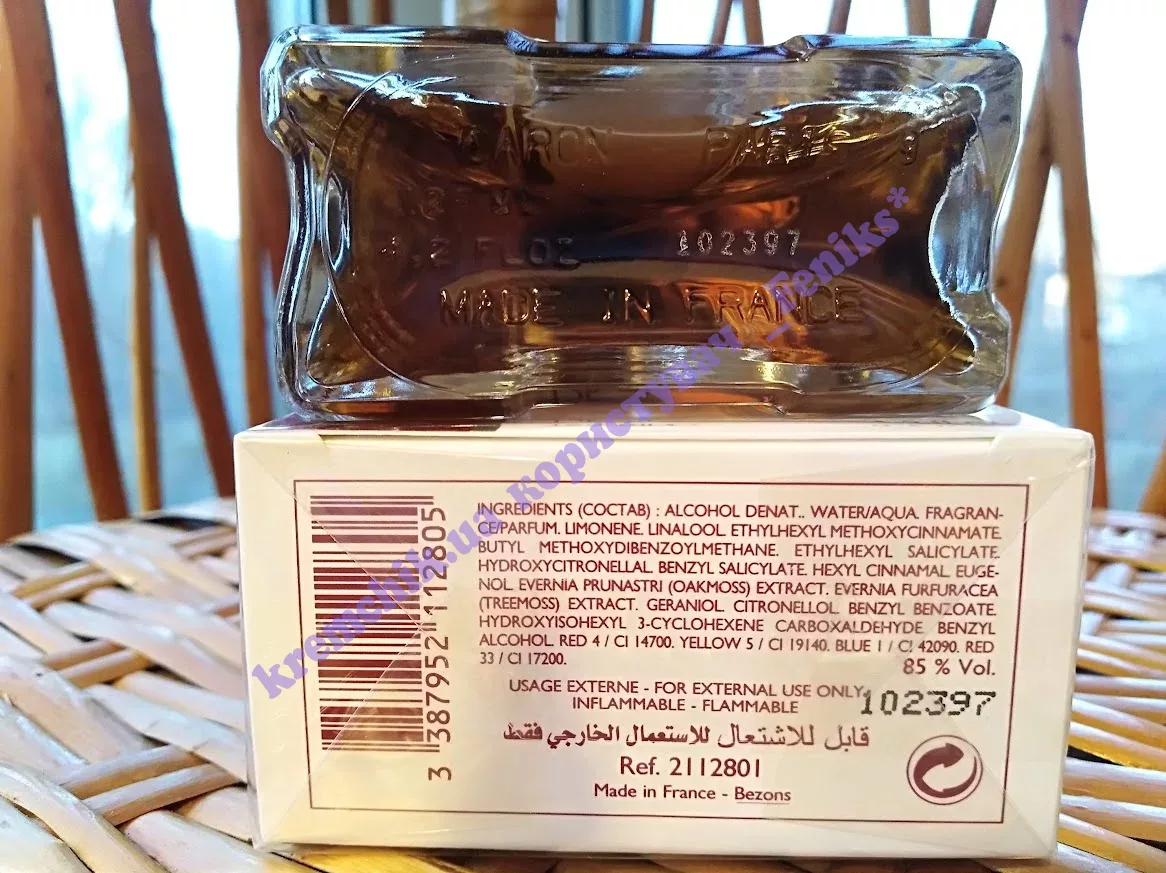 CARON PARIS 9
4.2 FLOZ 102397
MADE IN FRANCE
kremchik.ua користувач _Feniks*
3 387952 112805
INGREDIENTS (COCTAB) : ALCOHOL DENAT.. WATER/AQUA. FRAGRAN-
CE/PARFUM. LIMONENE. LINALOOL. ETHYLHEXYL METHOXYCINNAMATE.
BUTYL METHOXYDIBENZOYLMETHANE. ETHYLHEXYL SALICYLATE.
HYDROXYCITRONELLAL. BENZYL SALICYLATE. HEXYL CINNAMAL. EUGE-
NOL. EVERNIA PRUNASTRI (OAKMOSS) EXTRACT. EVERNIA FURFURACEA
(TREEMOSS) EXTRACT. GERANIOL. CITRONELLOL. BENZYL BENZOATE.
HYDROXYISOHEXYL 3-CYCLOHEXENE CARBOXALDEHYDE. BENZYL
ALCOHOL. RED 4 / CI 14700. YELLOW 5 / CI 19140. BLUE 1 / CI 42090. RED
33 / CI 17200.
85 % Vol.
USAGE EXTERNE - FOR EXTERNAL USE ONLY
INFLAMMABLE - FLAMMABLE
102397
قابل للاشتعال للاستعمال الخارجي فقط
Ref. 2112801
Made in France - Bezons